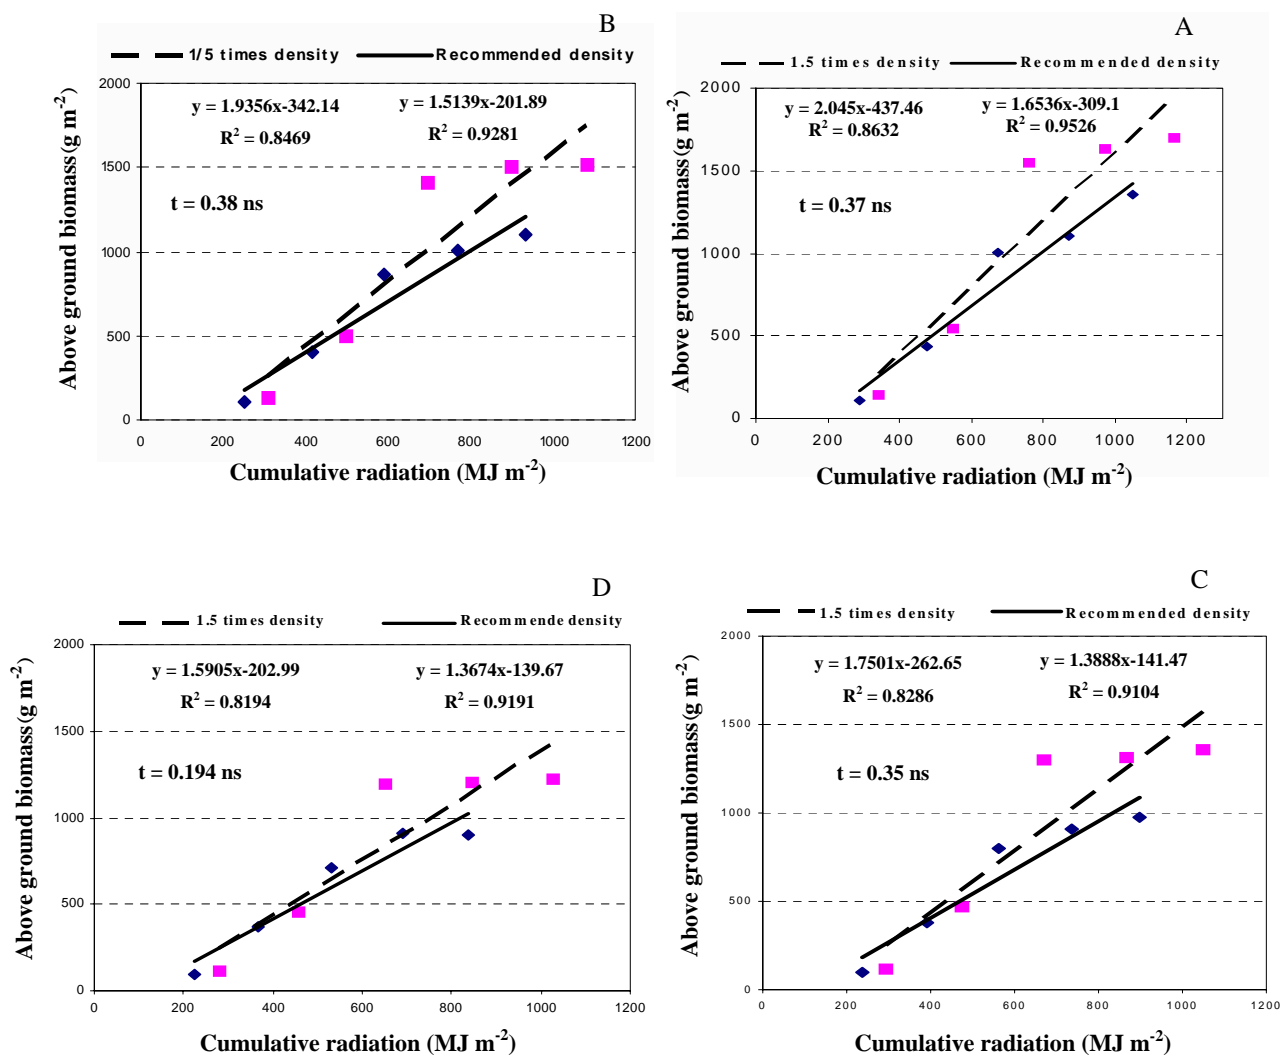 B
1/5 times density Recommended density
2000
1500
1000
500
0
y = 1.9356x-342.14 y = 1.5139x-201.89
R² = 0.8469 R² = 0.9281
t = 0.38 ns
0 200 400 600 800 1000 1200
Above ground biomass(g m⁻²)
Cumulative radiation (MJ m⁻²)
A
1.5 times density Recommended density
2000
1500
1000
500
0
y = 2.045x-437.46 y = 1.6536x-309.1
R² = 0.8632 R² = 0.9526
t = 0.37 ns
0 200 400 600 800 1000 1200
Above ground biomass(g m⁻²)
Cumulative radiation (MJ m⁻²)
D
1.5 times density Recommende density
2000
1500
1000
500
0
y = 1.5905x-202.99 y = 1.3674x-139.67
R² = 0.8194 R² = 0.9191
t = 0.194 ns
0 200 400 600 800 1000 1200
Above ground biomass(g m⁻²)
Cumulative radiation (MJ m⁻²)
C
1.5 times density Recommended density
2000
1500
1000
500
0
y = 1.7501x-262.65 y = 1.3888x-141.47
R² = 0.8286 R² = 0.9104
t = 0.35 ns
0 200 400 600 800 1000 1200
Above ground biomass(g m⁻²)
Cumulative radiation (MJ m⁻²)